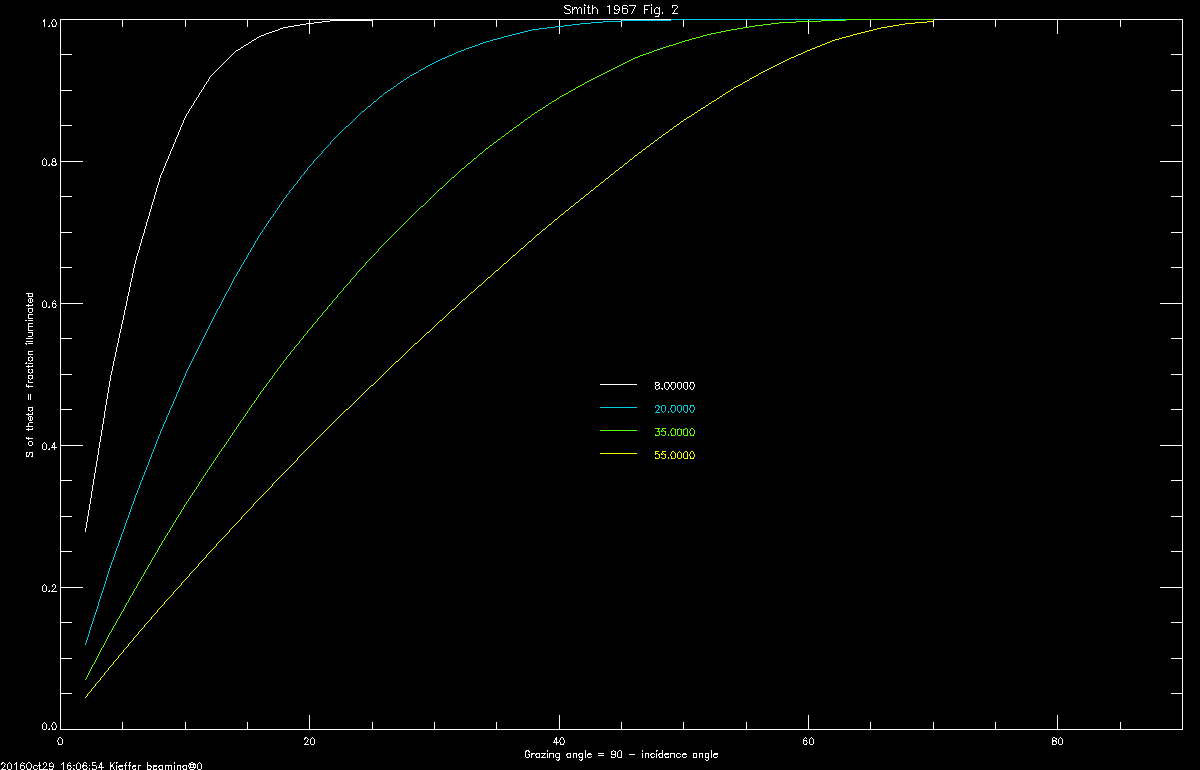 Smith 1967 Fig. 2
1.0
0.8
0.6
0.4
0.2
0.0
S of theta = fraction illuminated
8.00000
20.0000
35.0000
55.0000
0 20 40 60 80
Grazing angle = 90 - incidence angle
2016Oct29 16:06:54 Kieffer beaming@0